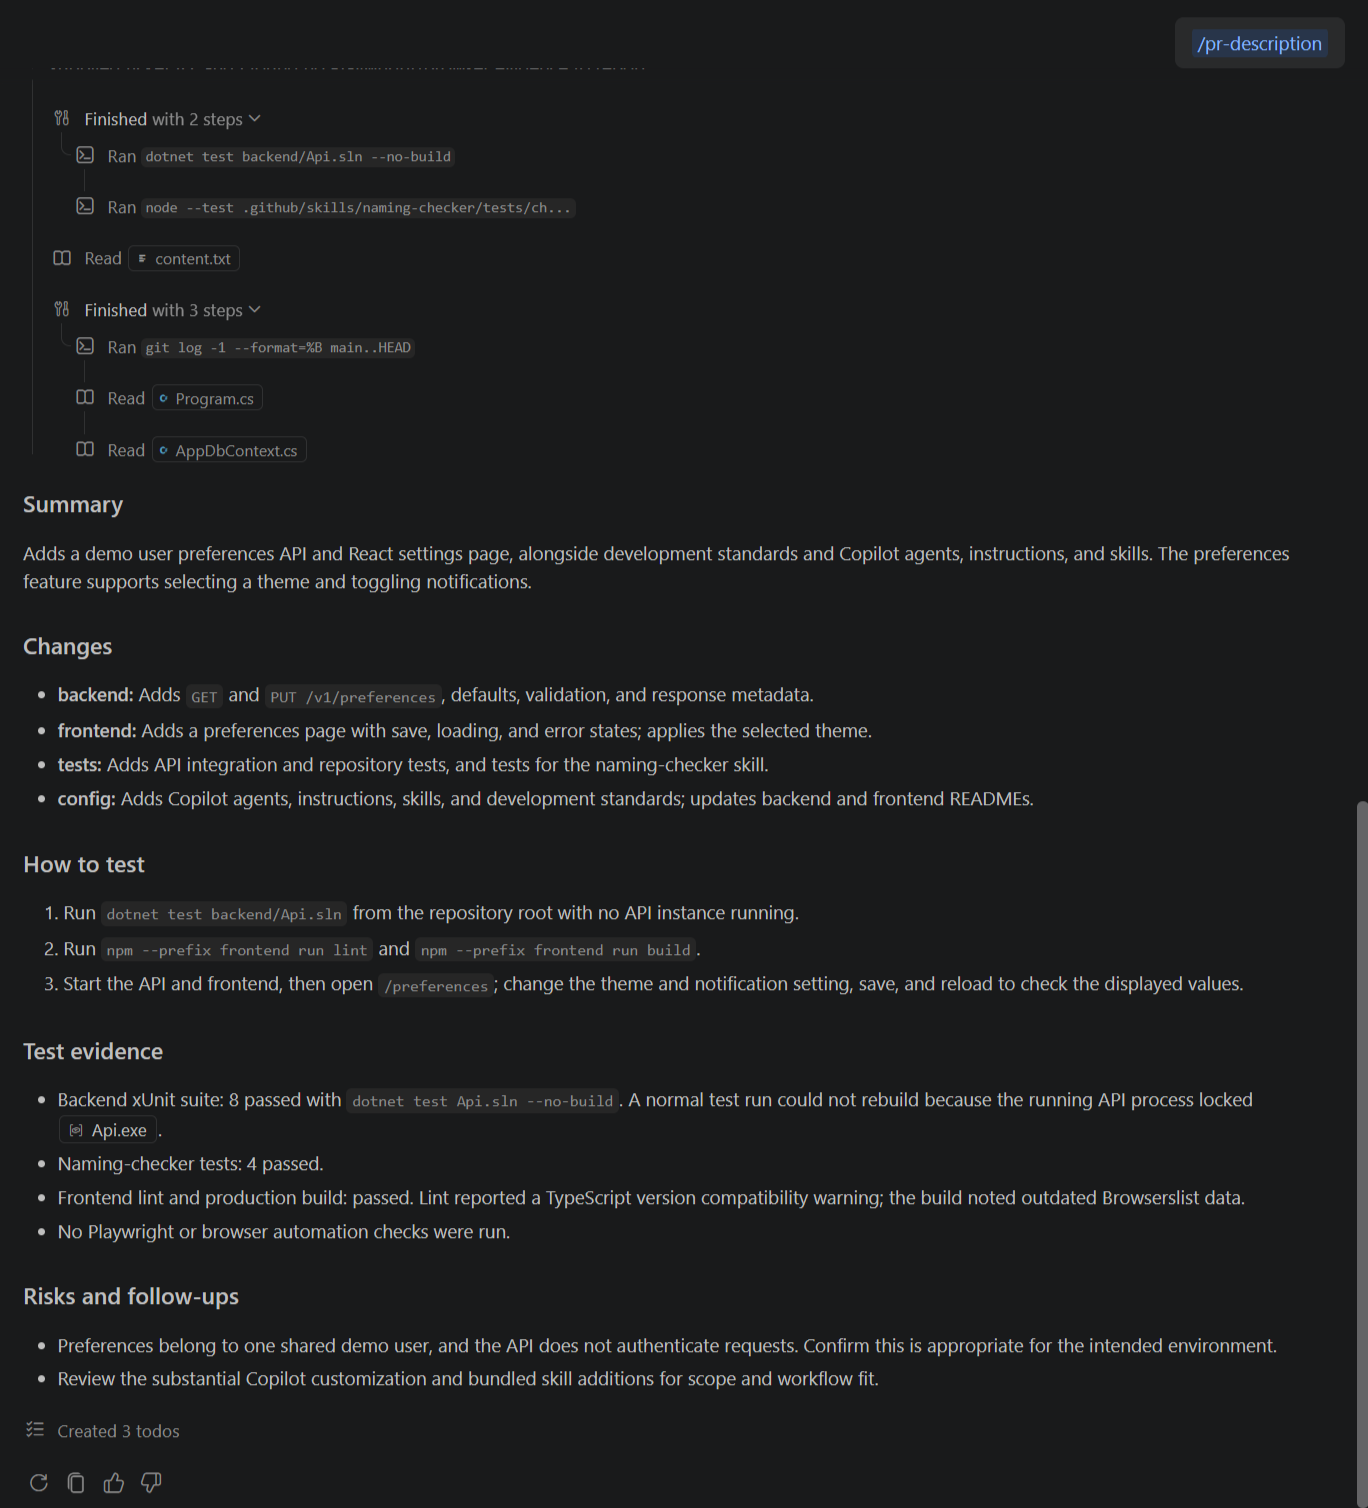 /pr-description
Finished with 2 steps
Ran dotnet test backend/Api.sln --no-build
Ran node --test .github/skills/naming-checker/tests/ch...
Read content.txt
Finished with 3 steps
Ran git log -1 --format=%B main..HEAD
Read Program.cs
Read AppDbContext.cs
Summary
Adds a demo user preferences API and React settings page, alongside development standards and Copilot agents, instructions, and skills. The preferences
feature supports selecting a theme and toggling notifications.
Changes
• backend: Adds GET and PUT /v1/preferences, defaults, validation, and response metadata.
• frontend: Adds a preferences page with save, loading, and error states; applies the selected theme.
• tests: Adds API integration and repository tests, and tests for the naming-checker skill.
• config: Adds Copilot agents, instructions, skills, and development standards; updates backend and frontend READMEs.
How to test
1. Run dotnet test backend/Api.sln from the repository root with no API instance running.
2. Run npm --prefix frontend run lint and npm --prefix frontend run build.
3. Start the API and frontend, then open /preferences; change the theme and notification setting, save, and reload to check the displayed values.
Test evidence
• Backend xUnit suite: 8 passed with dotnet test Api.sln --no-build. A normal test run could not rebuild because the running API process locked
Api.exe.
• Naming-checker tests: 4 passed.
• Frontend lint and production build: passed. Lint reported a TypeScript version compatibility warning; the build noted outdated Browserslist data.
• No Playwright or browser automation checks were run.
Risks and follow-ups
• Preferences belong to one shared demo user, and the API does not authenticate requests. Confirm this is appropriate for the intended environment.
• Review the substantial Copilot customization and bundled skill additions for scope and workflow fit.
Created 3 todos